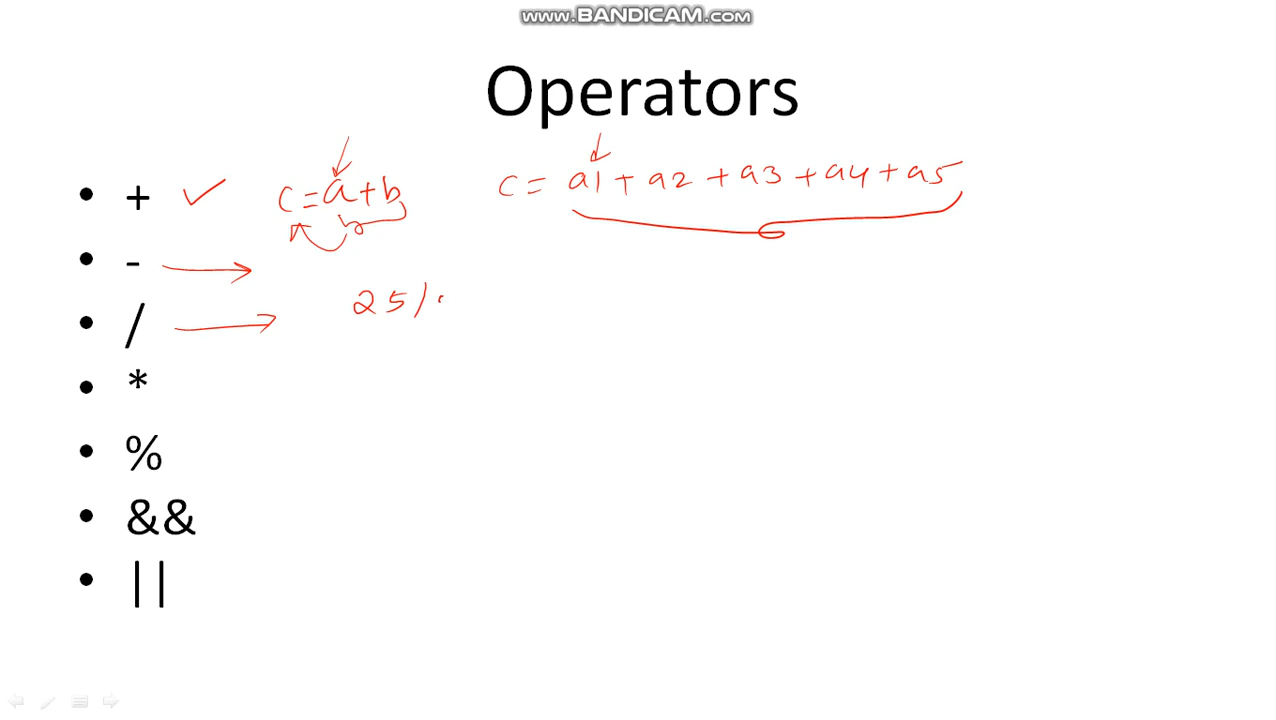 www.BANDICAM.com
Operators
• + c=a+b c= a1 + a2 + a3 + a4 + a5
• -
• / 25/
• *
• %
• &&
• ||